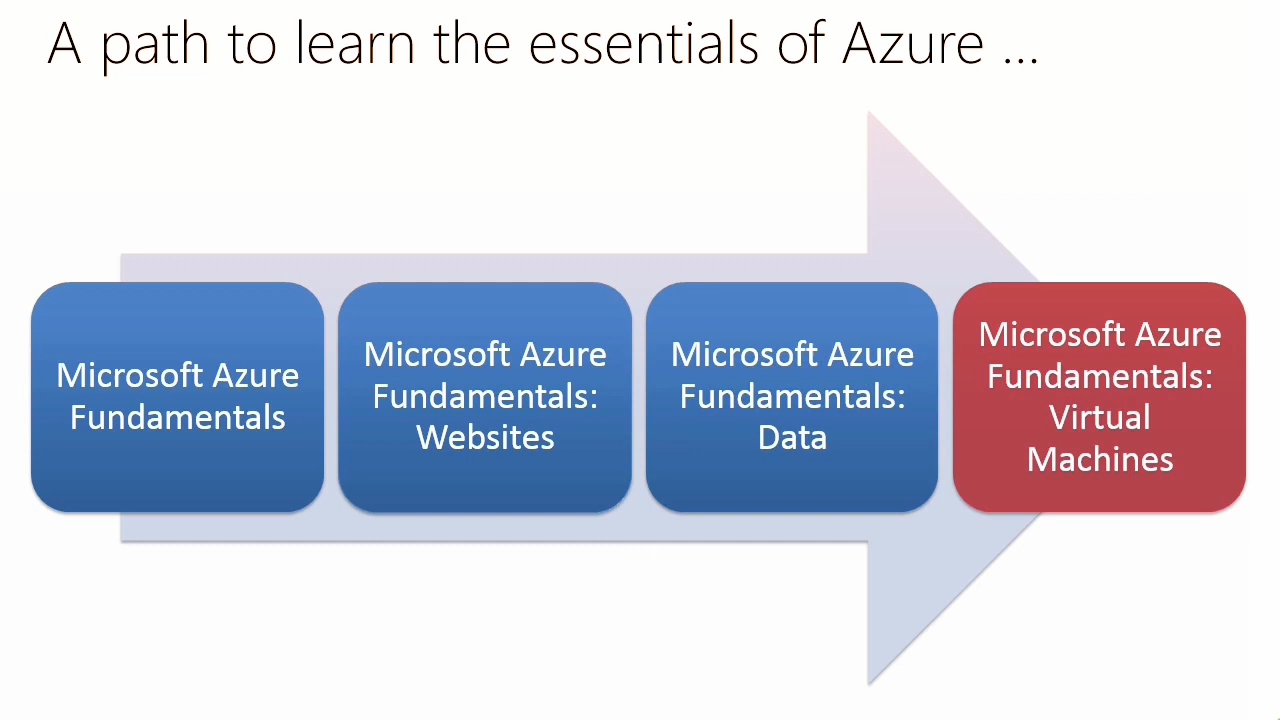 A path to learn the essentials of Azure ...
Microsoft Azure
Fundamentals
Microsoft Azure
Fundamentals:
Websites
Microsoft Azure
Fundamentals:
Data
Microsoft Azure
Fundamentals:
Virtual
Machines